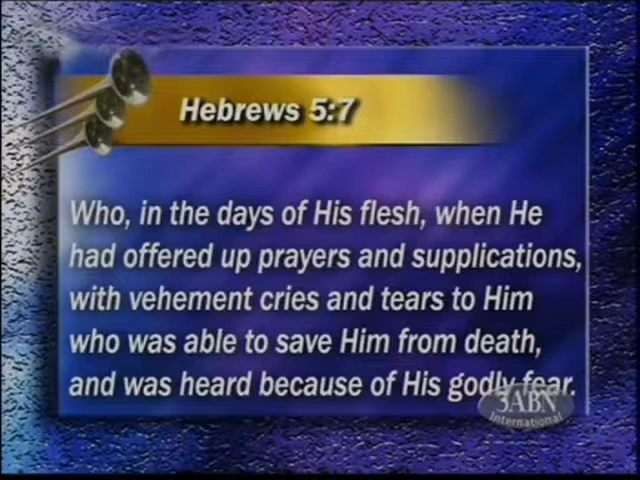 Hebrews 5:7
Who, in the days of His flesh, when He
had offered up prayers and supplications,
with vehement cries and tears to Him
who was able to save Him from death,
and was heard because of His godly fear.
3ABN
International